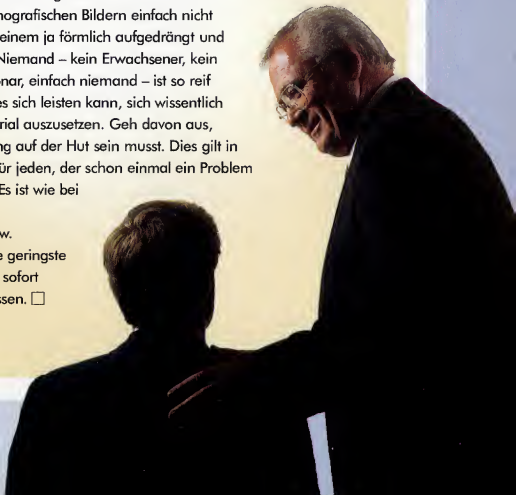 nografischen Bildern einfach nicht
einem ja förmlich aufgedrängt und
Niemand – kein Erwachsener, kein
nar, einfach niemand – ist so reif
es sich leisten kann, sich wissentlich
rial auszusetzen. Geh davon aus,
ng auf der Hut sein musst. Dies gilt in
für jeden, der schon einmal ein Problem
Es ist wie bei
w.
e geringste
sofort
ssen. □